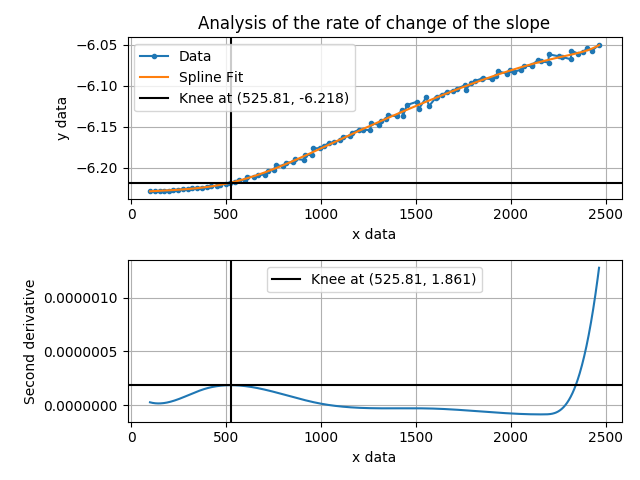 Analysis of the rate of change of the slope
−6.05
−6.10
−6.15
−6.20
y data
Data
Spline Fit
Knee at (525.81, -6.218)
0
500
1000
1500
2000
2500
x data
0.0000010
0.0000005
0.0000000
Second derivative
Knee at (525.81, 1.861)
0
500
1000
1500
2000
2500
x data